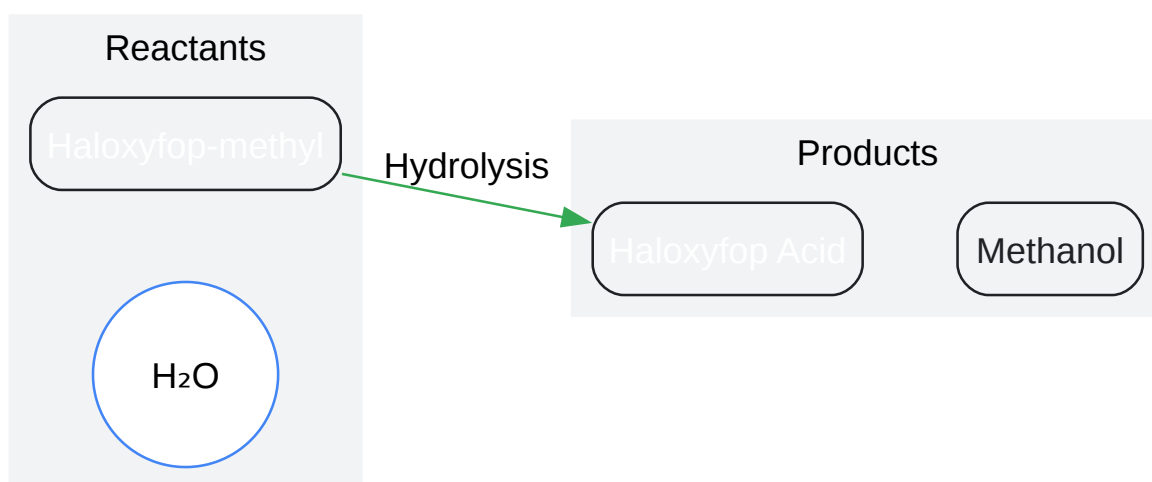 Reactants
Haloxyfop-methyl
Hydrolysis
H₂O
Products
Haloxyfop Acid
Methanol